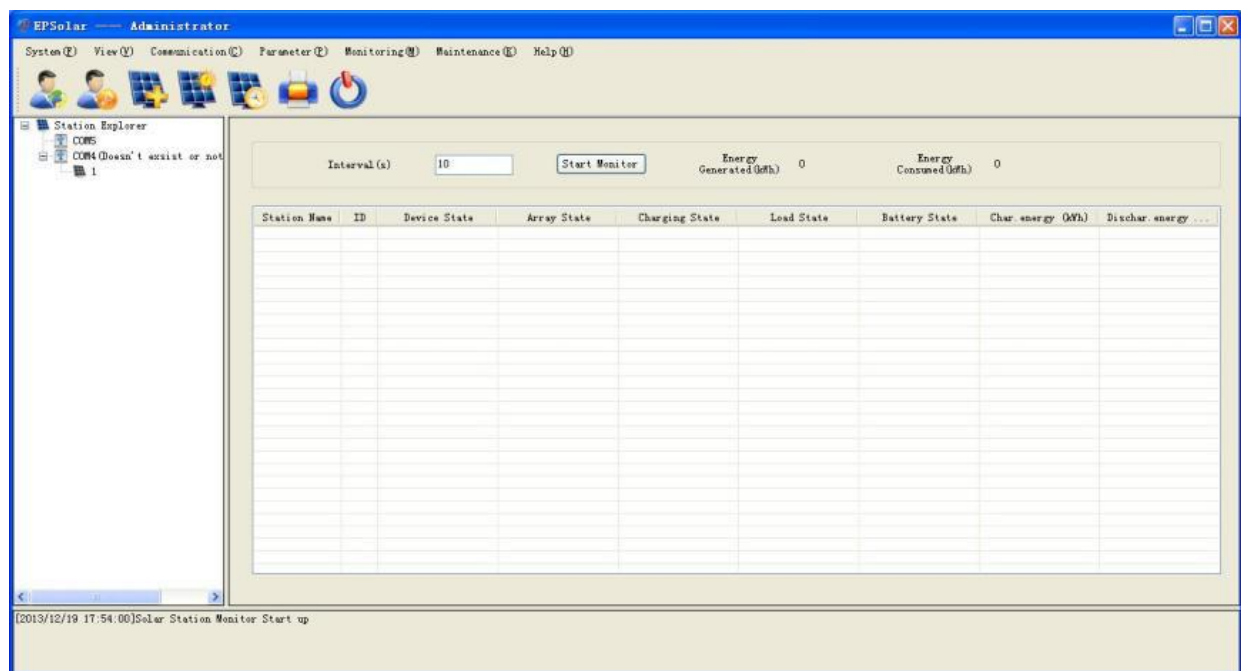 EPSolar —— Administrator
System(F) View(V) Communication(C) Parameter(P) Monitoring(M) Maintenance(E) Help(H)
Station Explorer
COM5
COM4(Doesn't exsist or not
1
Interval(s) 10 Start Monitor Energy Generated(kWh) 0 Energy Consumed(kWh) 0
Station Name ID Device State Array State Charging State Load State Battery State Char.energy (kWh) Dischar.energy ...
[2013/12/19 17:54:00]Solar Station Monitor Start up